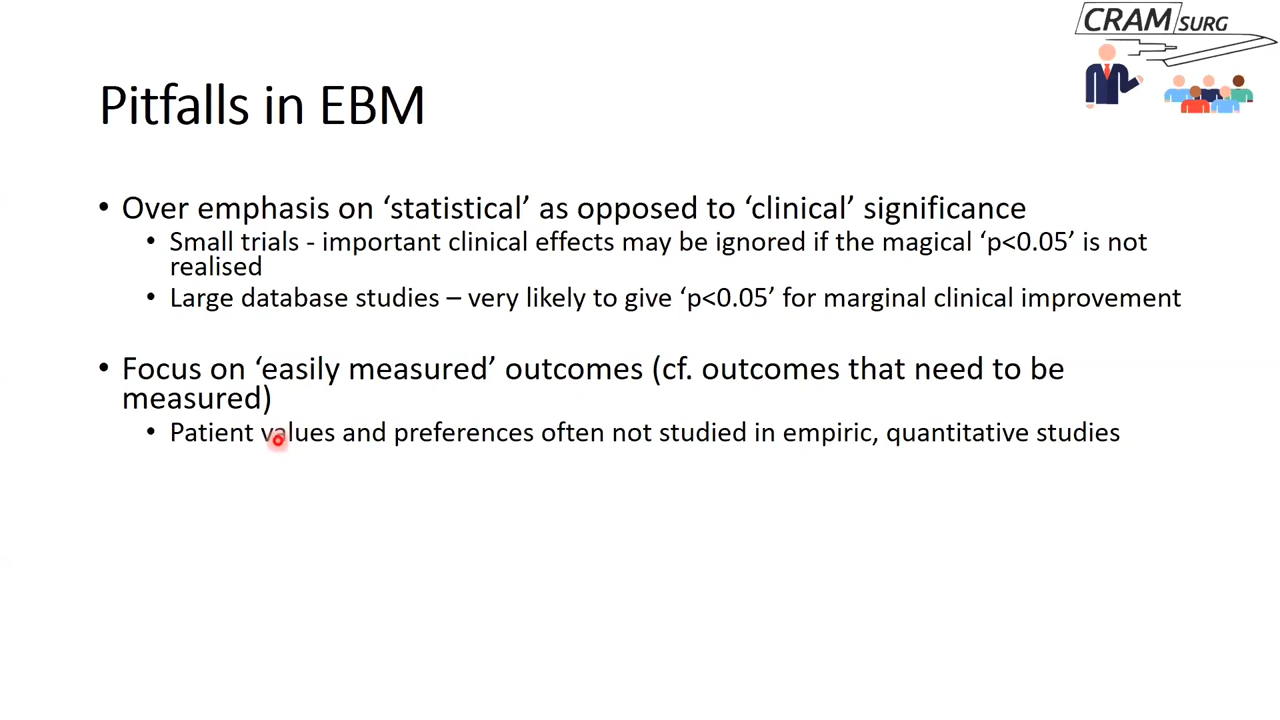 CRAM SURG
Pitfalls in EBM
• Over emphasis on ‘statistical’ as opposed to ‘clinical’ significance
• Small trials - important clinical effects may be ignored if the magical ‘p<0.05’ is not
realised
• Large database studies – very likely to give ‘p<0.05’ for marginal clinical improvement
• Focus on ‘easily measured’ outcomes (cf. outcomes that need to be
measured)
• Patient values and preferences often not studied in empiric, quantitative studies